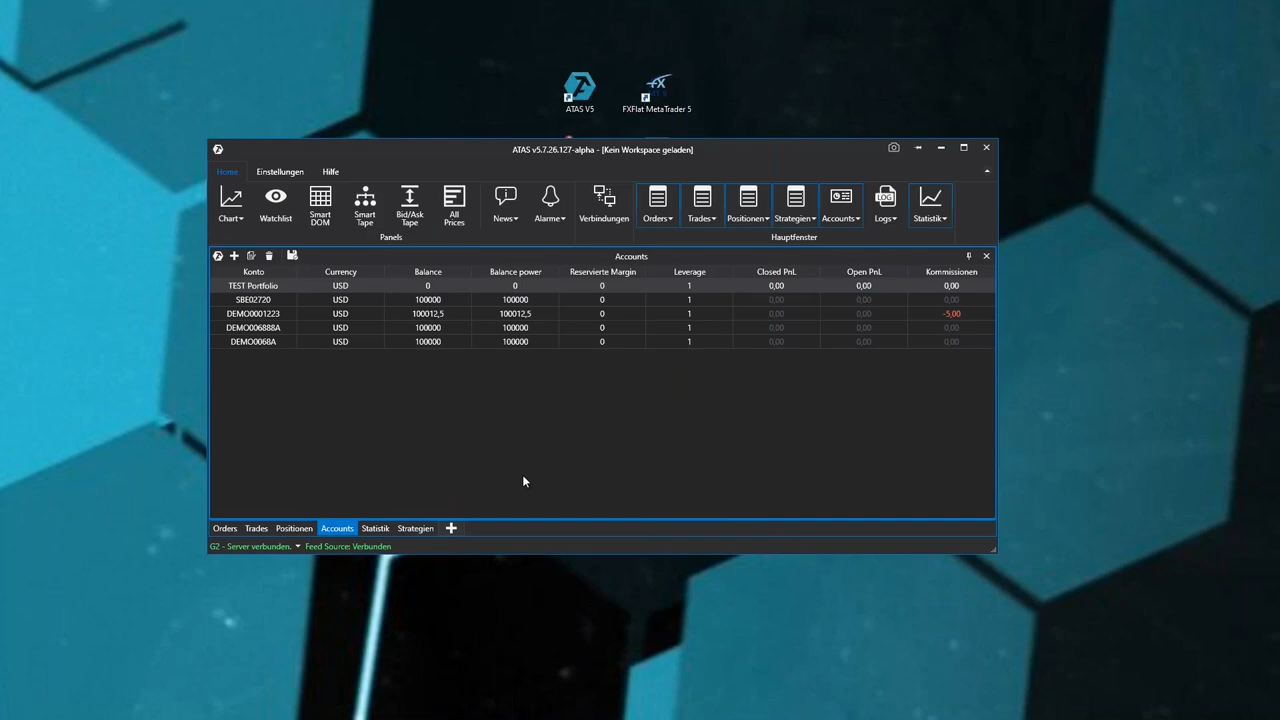 ATAS V5
FXFlat MetaTrader 5
ATAS v5.7.26.127-alpha - [Kein Workspace geladen]
Home Einstellungen Hilfe
Chart Watchlist Smart DOM Smart Tape Bid/Ask Tape All Prices News Alarme Verbindungen Orders Trades Positionen Strategien Accounts Logs Statistik
Panels Hauptfenster
Accounts
Konto Currency Balance Balance power Reservierte Margin Leverage Closed PnL Open PnL Kommissionen
TEST Portfolio USD 0 0 0 1 0,00 0,00 0,00
SBE02720 USD 100000 100000 0 1 0,00 0,00 0,00
DEMO0001223 USD 100012,5 100012,5 0 1 0,00 0,00 -5,00
DEMO006888A USD 100000 100000 0 1 0,00 0,00 0,00
DEMO0068A USD 100000 100000 0 1 0,00 0,00 0,00
Orders Trades Positionen Accounts Statistik Strategien
G2 - Server verbunden. Feed Source: Verbunden